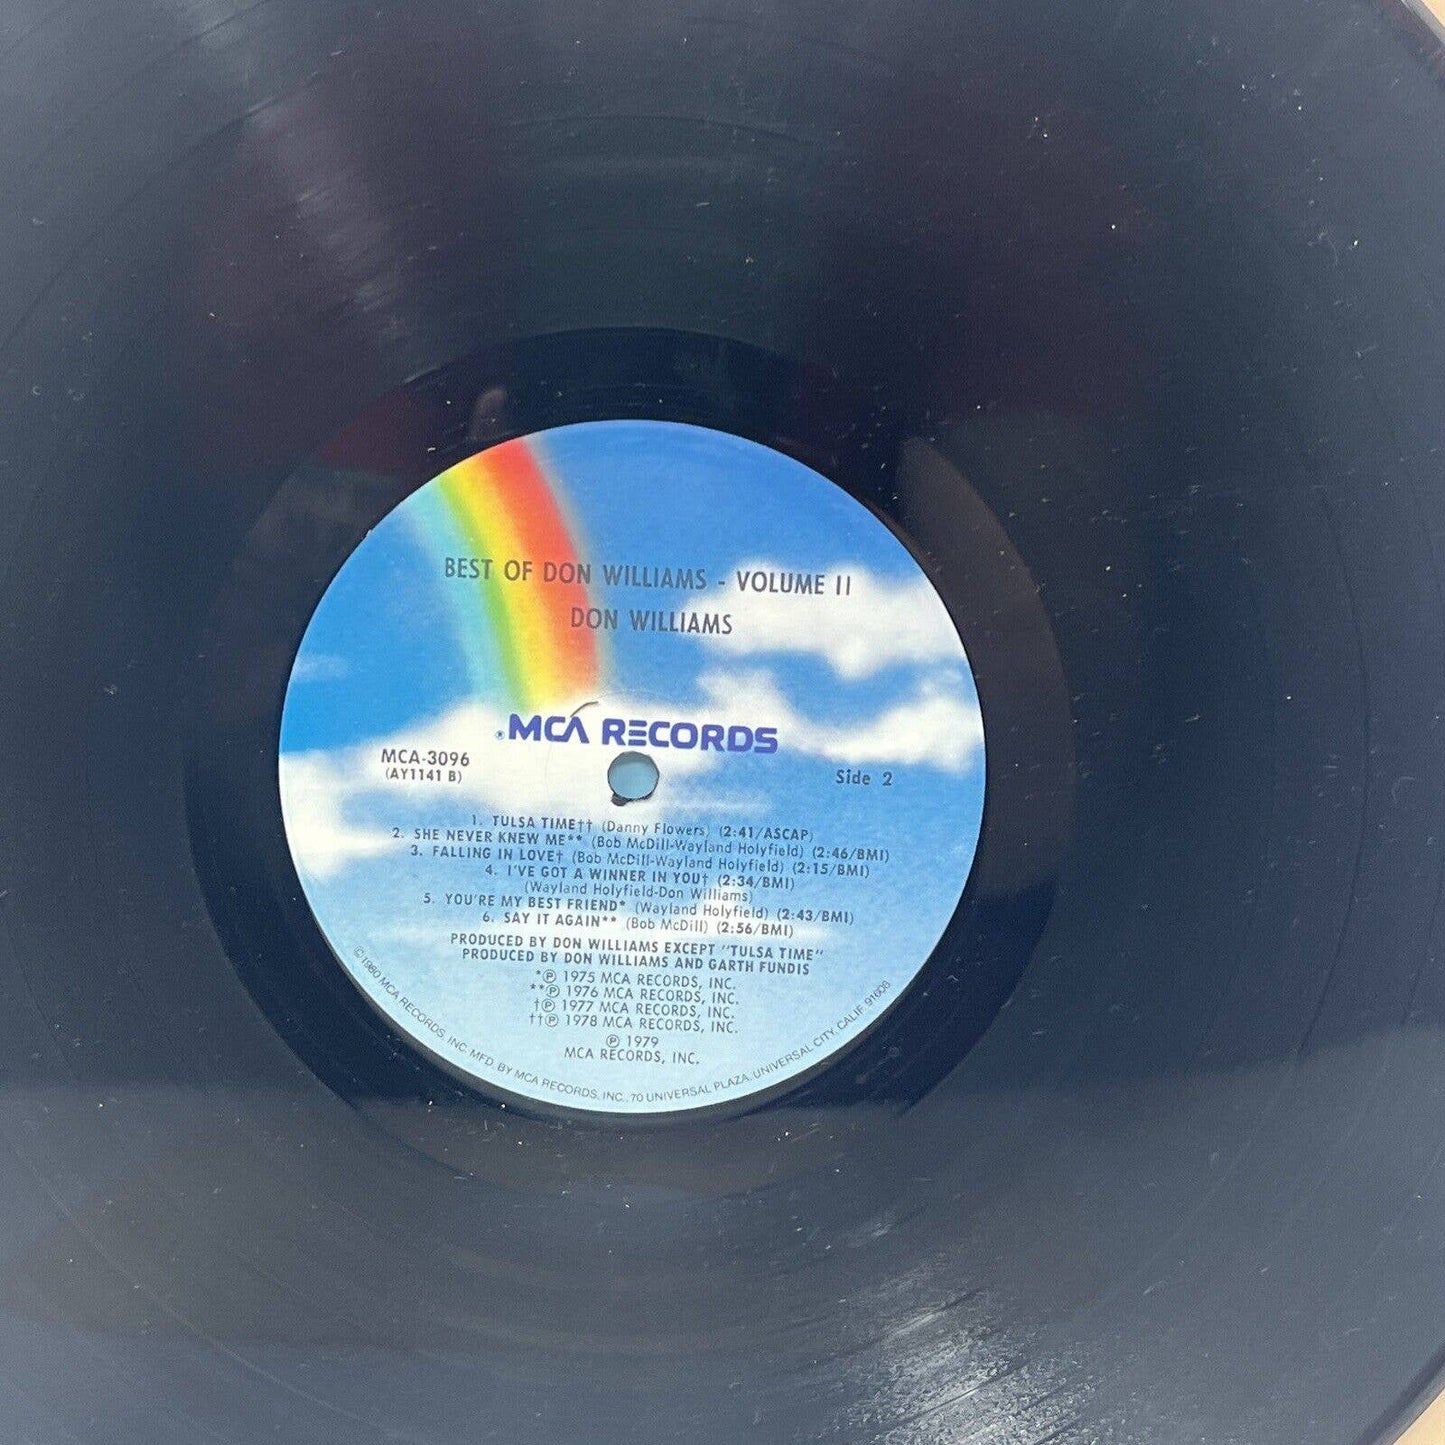 BEST OF DON WILLIAMS - VOLUME II
DON WILLIAMS
®MCA RECORDS
MCA-3096
(AY1141 B)
Side 2
1. TULSA TIME†† (Danny Flowers) (2:41/ASCAP)
2. SHE NEVER KNEW ME** (Bob McDill-Wayland Holyfield) (2:46/BMI)
3. FALLING IN LOVE† (Bob McDill-Wayland Holyfield) (2:15/BMI)
4. I'VE GOT A WINNER IN YOU† (2:34/BMI)
(Wayland Holyfield-Don Williams)
5. YOU'RE MY BEST FRIEND* (Wayland Holyfield) (2:43/BMI)
6. SAY IT AGAIN** (Bob McDill) (2:56/BMI)
PRODUCED BY DON WILLIAMS EXCEPT "TULSA TIME"
PRODUCED BY DON WILLIAMS AND GARTH FUNDIS
*℗ 1975 MCA RECORDS, INC.
**℗ 1976 MCA RECORDS, INC.
†℗ 1977 MCA RECORDS, INC.
††℗ 1978 MCA RECORDS, INC.
℗ 1979
MCA RECORDS, INC.
©1980 MCA RECORDS, INC. MFD. BY MCA RECORDS, INC., 70 UNIVERSAL PLAZA, UNIVERSAL CITY, CALIF. 91608